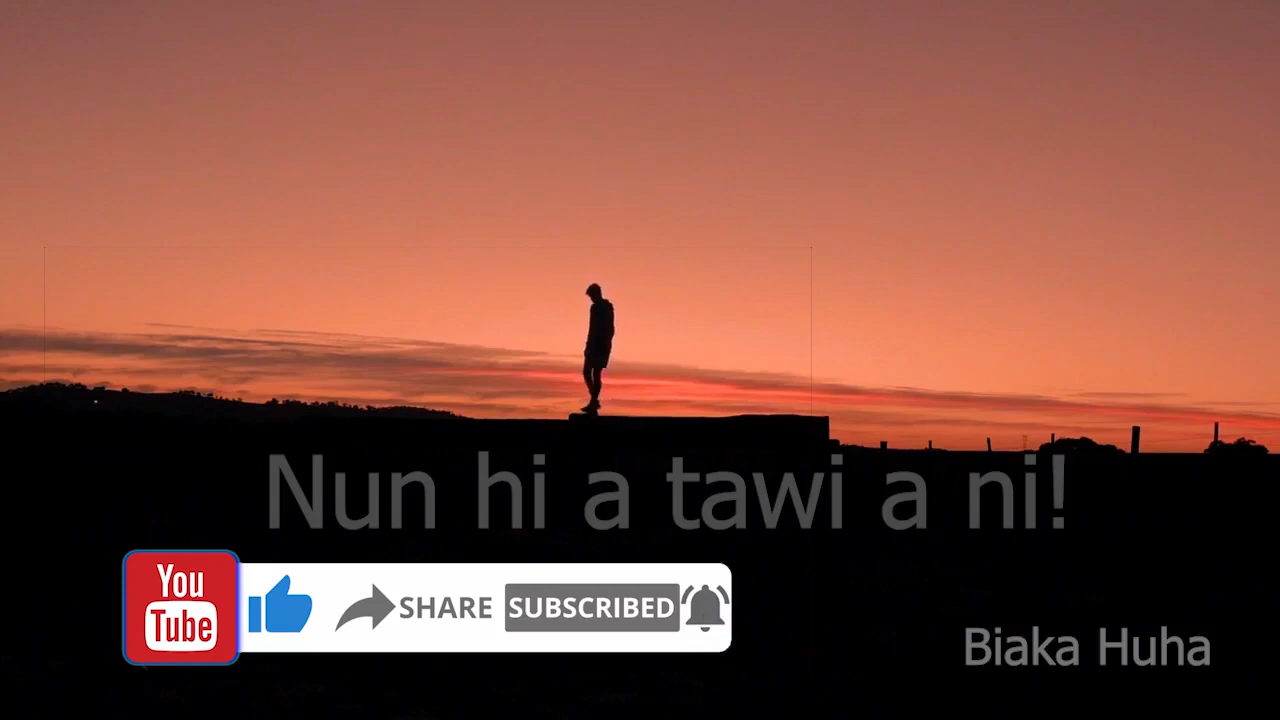 Nun hi a tawi a ni!
You
Tube
SHARE
SUBSCRIBED
Biaka Huha